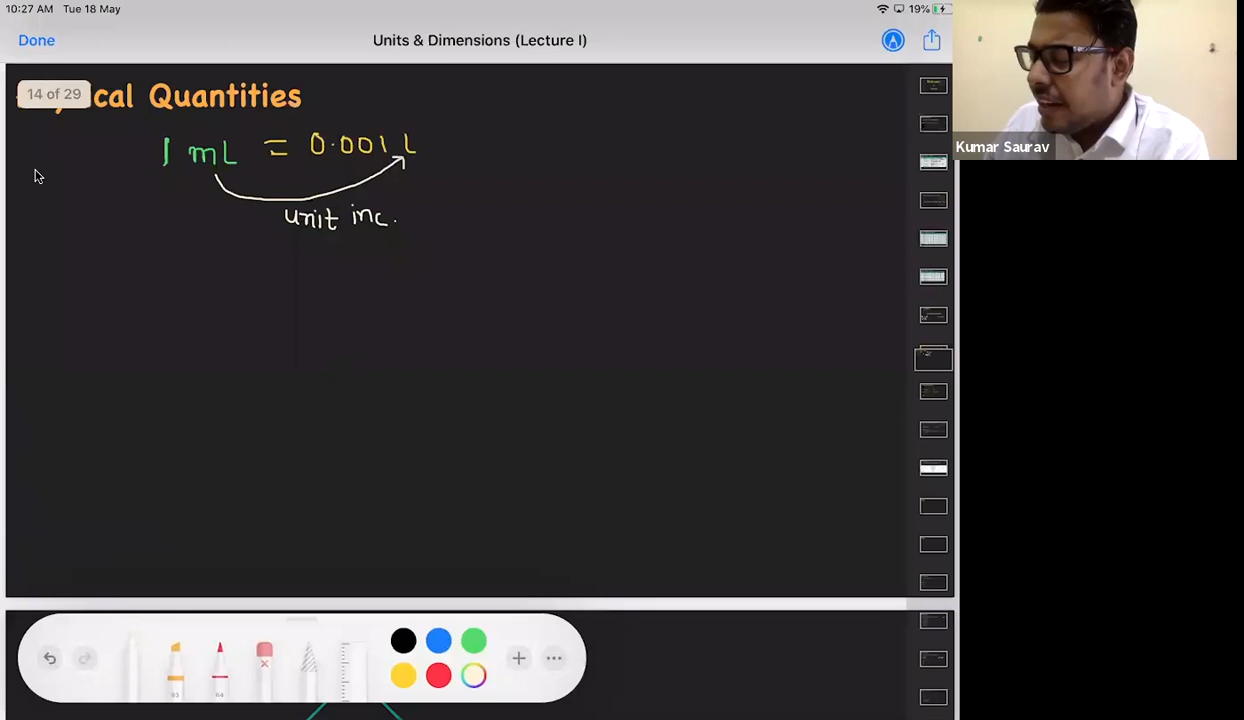 10:27 AM Tue 18 May
19%
Done
Units & Dimensions (Lecture I)
14 of 29
cal Quantities
1 mL = 0.001 L
unit inc.
Kumar Saurav